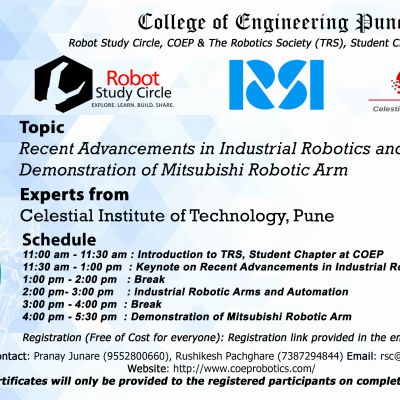 College of Engineering Pun
Robot Study Circle, COEP & The Robotics Society (TRS), Student C
Robot
Study Circle
EXPLORE. LEARN. BUILD. SHARE.
RSI
Celesti
Topic
Recent Advancements in Industrial Robotics and
Demonstration of Mitsubishi Robotic Arm
Experts from
Celestial Institute of Technology, Pune
Schedule
11:00 am - 11:30 am : Introduction to TRS, Student Chapter at COEP
11:30 am - 1:00 pm : Keynote on Recent Advancements in Industrial Ro
1:00 pm - 2:00 pm : Break
2:00 pm- 3:00 pm : Industrial Robotic Arms and Automation
3:00 pm - 4:00 pm : Break
4:00 pm - 5:30 pm : Demonstration of Mitsubishi Robotic Arm
Registration (Free of Cost for everyone): Registration link provided in the em
ontact: Pranay Junare (9552800660), Rushikesh Pachghare (7387294844) Email: rsc@
Website: http://www.coeprobotics.com/
rtificates will only be provided to the registered participants on complet